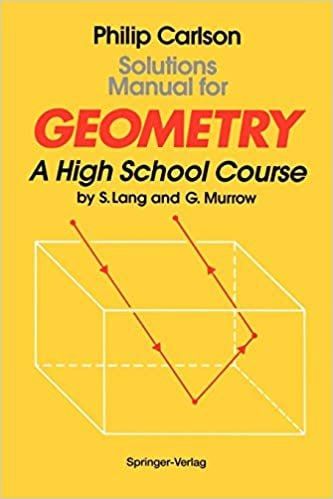 Philip Carlson
Solutions
Manual for
GEOMETRY
A High School Course
by S. Lang and G. Murrow
Springer-Verlag